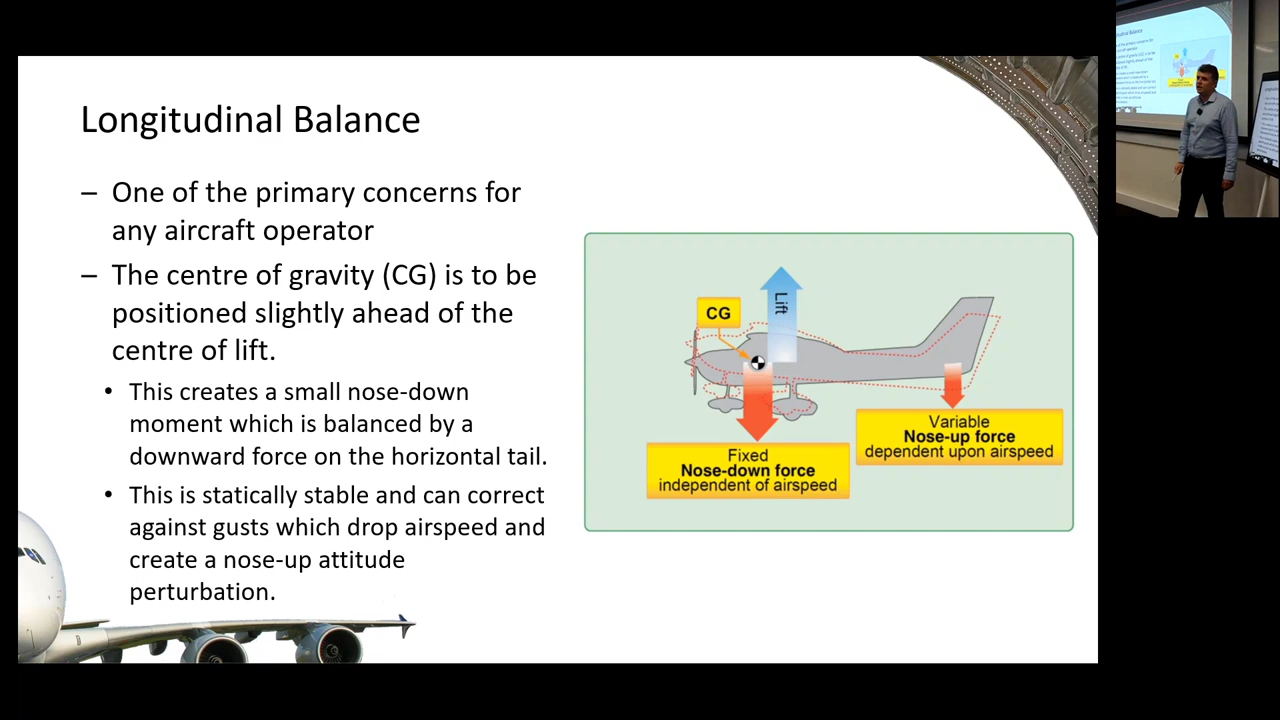 Longitudinal Balance
– One of the primary concerns for
any aircraft operator
– The centre of gravity (CG) is to be
positioned slightly ahead of the
centre of lift.
• This creates a small nose-down
moment which is balanced by a
downward force on the horizontal tail.
• This is statically stable and can correct
against gusts which drop airspeed and
create a nose-up attitude
perturbation.
CG
Lift
Fixed
Nose-down force
independent of airspeed
Variable
Nose-up force
dependent upon airspeed